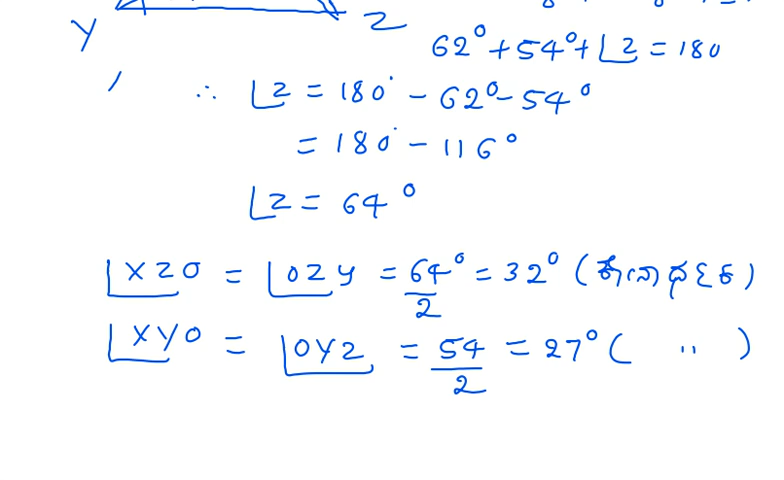 Y Z
62° + 54° + ∠Z = 180
∴ ∠Z = 180° - 62° - 54°
= 180° - 116°
∠Z = 64°
∠XZO = ∠OZY = 64°/2 = 32° (ಕೋನಾರ್ಧಕ)
∠XYO = ∠OYZ = 54/2 = 27° ( ,, )